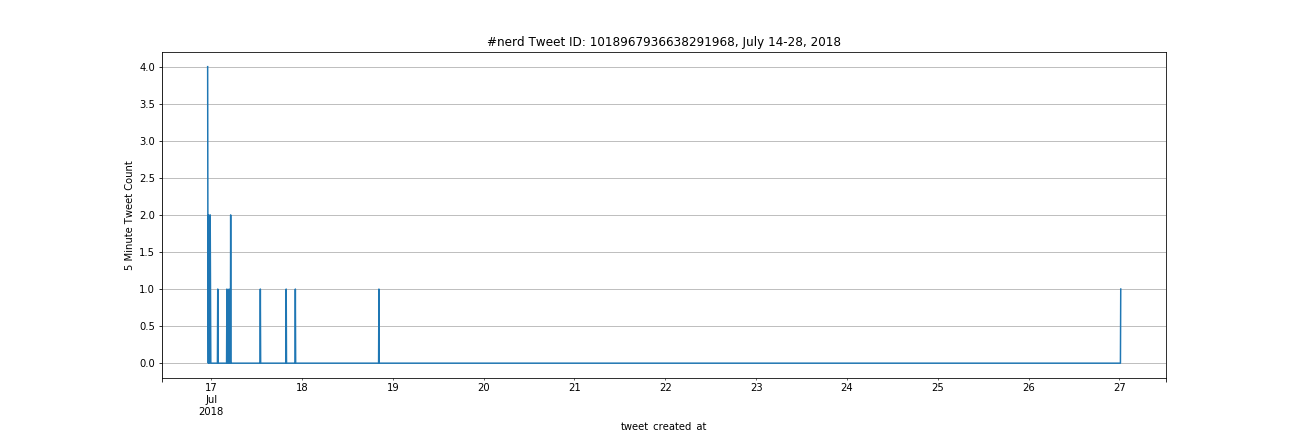 #nerd Tweet ID: 1018967936638291968, July 14-28, 2018
4.0
3.5
3.0
2.5
2.0
1.5
1.0
0.5
0.0
5 Minute Tweet Count
17 18 19 20 21 22 23 24 25 26 27
Jul
2018
tweet_created_at